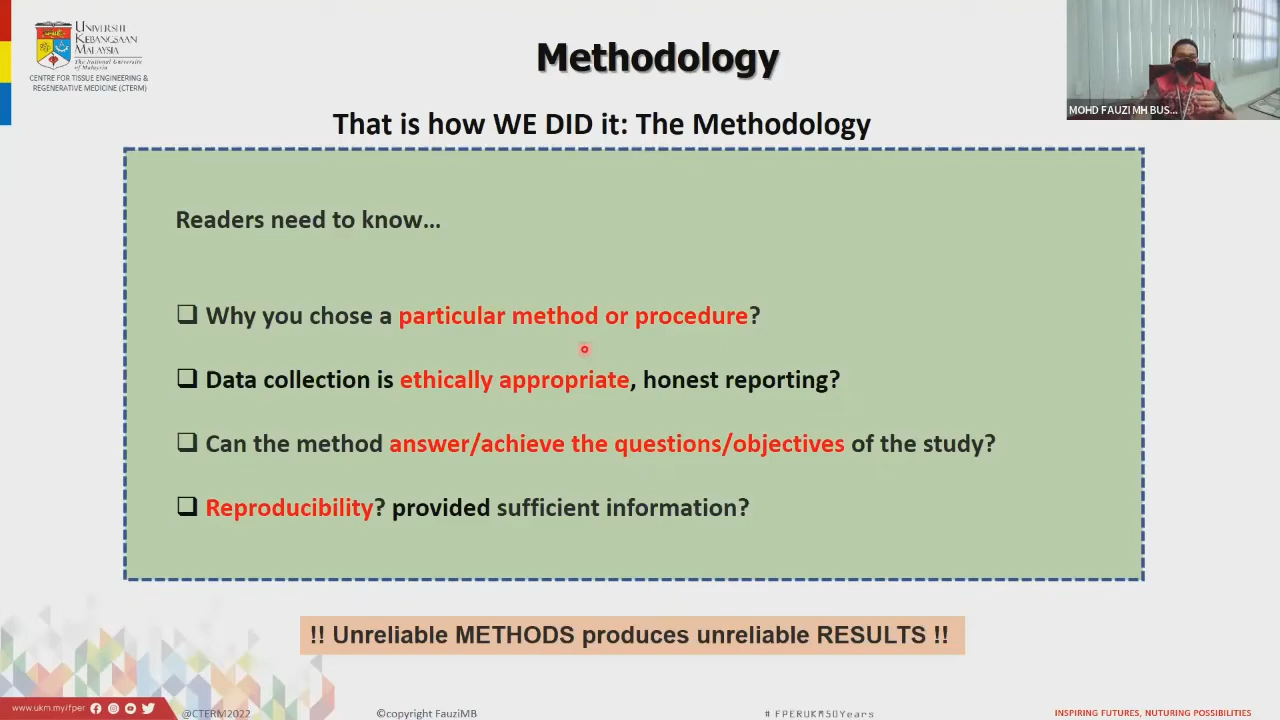 UNIVERSITI
KEBANGSAAN
MALAYSIA
The National University
of Malaysia
CENTRE FOR TISSUE ENGINEERING &
REGENERATIVE MEDICINE (CTERM)
Methodology
MOHD FAUZI MH BUS...
That is how WE DID it: The Methodology
Readers need to know…
❑ Why you chose a particular method or procedure?
❑ Data collection is ethically appropriate, honest reporting?
❑ Can the method answer/achieve the questions/objectives of the study?
❑ Reproducibility? provided sufficient information?
!! Unreliable METHODS produces unreliable RESULTS !!
www.ukm.my/fper
@CTERM2022
©copyright FauziMB
#FPERUKM50Years
INSPIRING FUTURES, NURTURING POSSIBILITIES